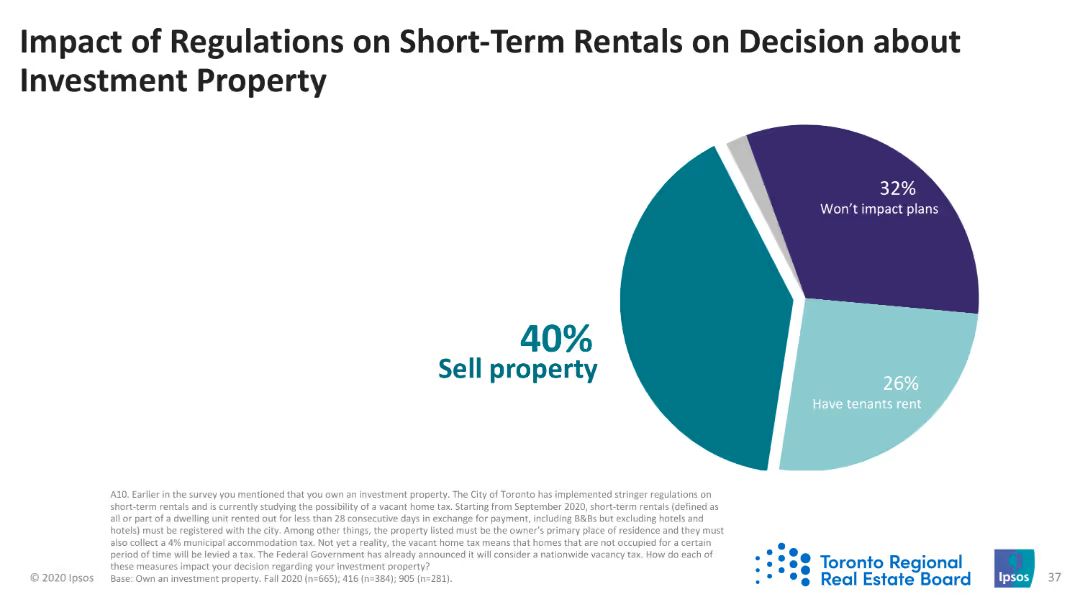 Impact of Regulations on Short-Term Rentals on Decision about
Investment Property
32%
Won't impact plans
40%
Sell property
26%
Have tenants rent
A10. Earlier in the survey you mentioned that you own an investment property. The City of Toronto has implemented stringer regulations on
short-term rentals and is currently studying the possibility of a vacant home tax. Starting from September 2020, short-term rentals (defined as
all or part of a dwelling unit rented out for less than 28 consecutive days in exchange for payment, including B&Bs but excluding hotels and
hotels) must be registered with the city. Among other things, the property listed must be the owner's primary place of residence and they must
also collect a 4% municipal accommodation tax. Not yet a reality, the vacant home tax means that homes that are not occupied for a certain
period of time will be levied a tax. The Federal Government has already announced it will consider a nationwide vacancy tax. How do each of
these measures impact your decision regarding your investment property?
Base: Own an investment property. Fall 2020 (n=665); 416 (n=384); 905 (n=281).
© 2020 Ipsos
Toronto Regional
Real Estate Board
Ipsos
37